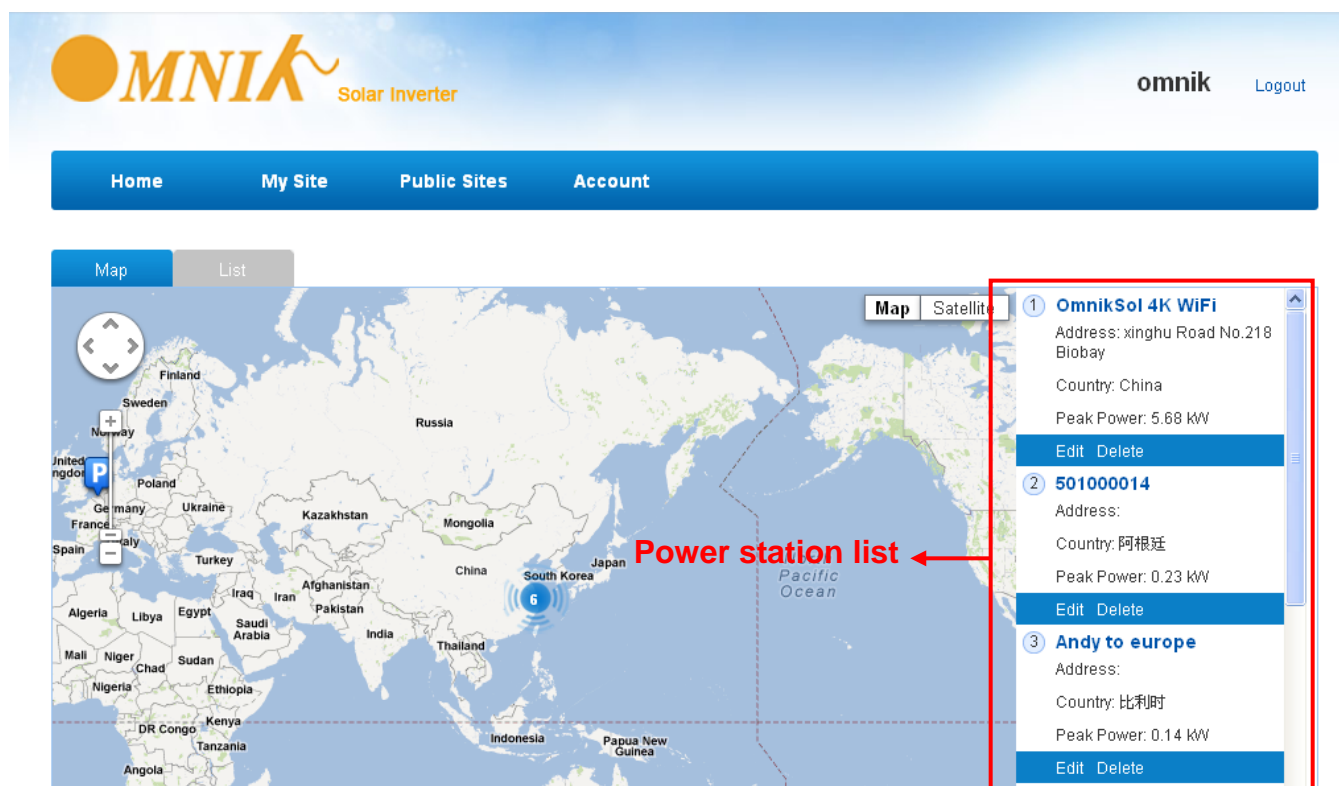 OMNIK Solar Inverter
omnik Logout
Home My Site Public Sites Account
Map List
Map Satellite
Finland
Sweden
Norway
Russia
Poland
Germany
Ukraine
France
Kazakhstan
Mongolia
Spain
Italy
Turkey
Japan
China
South Korea
Iraq
Iran
Afghanistan
Pakistan
6
P
Algeria
Libya
Egypt
Saudi
Arabia
India
Thailand
Mali
Niger
Chad
Sudan
Nigeria
Ethiopia
DR Congo
Kenya
Tanzania
Angola
Indonesia
Papua New
Guinea
Pacific
Ocean
Power station list
1 OmnikSol 4K WiFi
Address: xinghu Road No.218
Biobay
Country: China
Peak Power: 5.68 kW
Edit Delete
2 501000014
Address:
Country: 阿根廷
Peak Power: 0.23 kW
Edit Delete
3 Andy to europe
Address:
Country: 比利时
Peak Power: 0.14 kW
Edit Delete